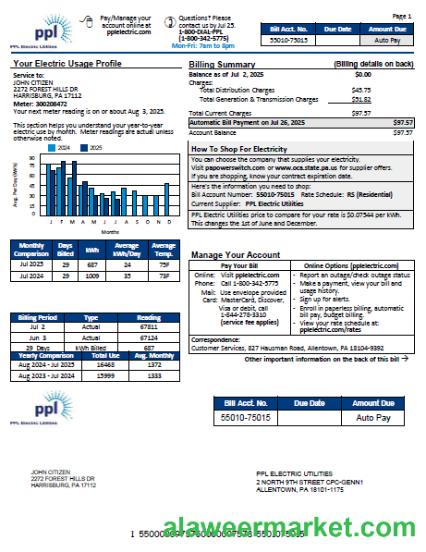 Page 1
ppl
PPL Electric Utilities
Pay/Manage your
account online at
pplelectric.com
Questions? Please
contact us by Jul 25.
1-800-DIAL-PPL
(1-800-342-5775)
Mon-Fri: 7am to 8pm
Bill Acct. No. Due Date Amount Due
55010-75015 Auto Pay
Your Electric Usage Profile
Service to:
JOHN CITIZEN
2272 FOREST HILLS DR
HARRISBURG, PA 17112
Meter: 300208472
Your next meter reading is on or about Aug 3, 2025.
This section helps you understand your year-to-year
electric use by month. Meter readings are actual unless
otherwise noted.
2024 2025
Avg. Per Day(kWh)
90
75
60
45
30
15
0
J F M A M J J A S O N D
Months
Monthly Comparison Days Billed kWh Average kWh/Day Average Temp.
Jul 2025 29 687 24 75F
Jul 2024 29 1009 35 73F
Billing Period Type Reading
Jul 2 Actual 67811
Jun 3 Actual 67124
29 Days kWh Billed 687
Yearly Comparison Total Use Avg. Monthly
Aug 2024 - Jul 2025 16468 1372
Aug 2023 - Jul 2024 15999 1333
Billing Summary (Billing details on back)
Balance as of Jul 2, 2025 $0.00
Charges:
Total Distribution Charges $45.75
Total Generation & Transmission Charges $51.82
Total Current Charges $97.57
Automatic Bill Payment on Jul 26, 2025 $97.57
Account Balance $97.57
How To Shop For Electricity
You can choose the company that supplies your electricity.
Visit papowerswitch.com or www.oca.state.pa.us for supplier offers.
If you are shopping, know your contract expiration date.
Here's the information you need to shop:
Bill Account Number: 55010-75015 Rate Schedule: RS (Residential)
Current Supplier: PPL Electric Utilities
PPL Electric Utilities price to compare for your rate is $0.07544 per kWh.
This changes the 1st of June and December.
Manage Your Account
Pay Your Bill
Online: Visit pplelectric.com
Phone: Call 1-800-342-5775
Mail: Use envelope provided
Card: MasterCard, Discover,
Visa or debit, call
1-844-278-3310
(service fee applies)
Online Options (pplelectric.com)
- Report an outage/check outage status
- Make a payment, view your bill and
usage history.
- Sign up for alerts.
- Enroll in paperless billing, automatic
bill pay, budget billing.
- View your rate schedule at:
pplelectric.com/rates
Correspondence:
Customer Services, 827 Hausman Road, Allentown, PA 18104-9392
Other important information on the back of this bill →
ppl
PPL Electric Utilities
Bill Acct. No. Due Date Amount Due
55010-75015 Auto Pay
JOHN CITIZEN
2272 FOREST HILLS DR
HARRISBURG, PA 17112
PPL ELECTRIC UTILITIES
2 NORTH 9TH STREET CPC-GENN1
ALLENTOWN, PA 18101-1175
alaweermarket.com